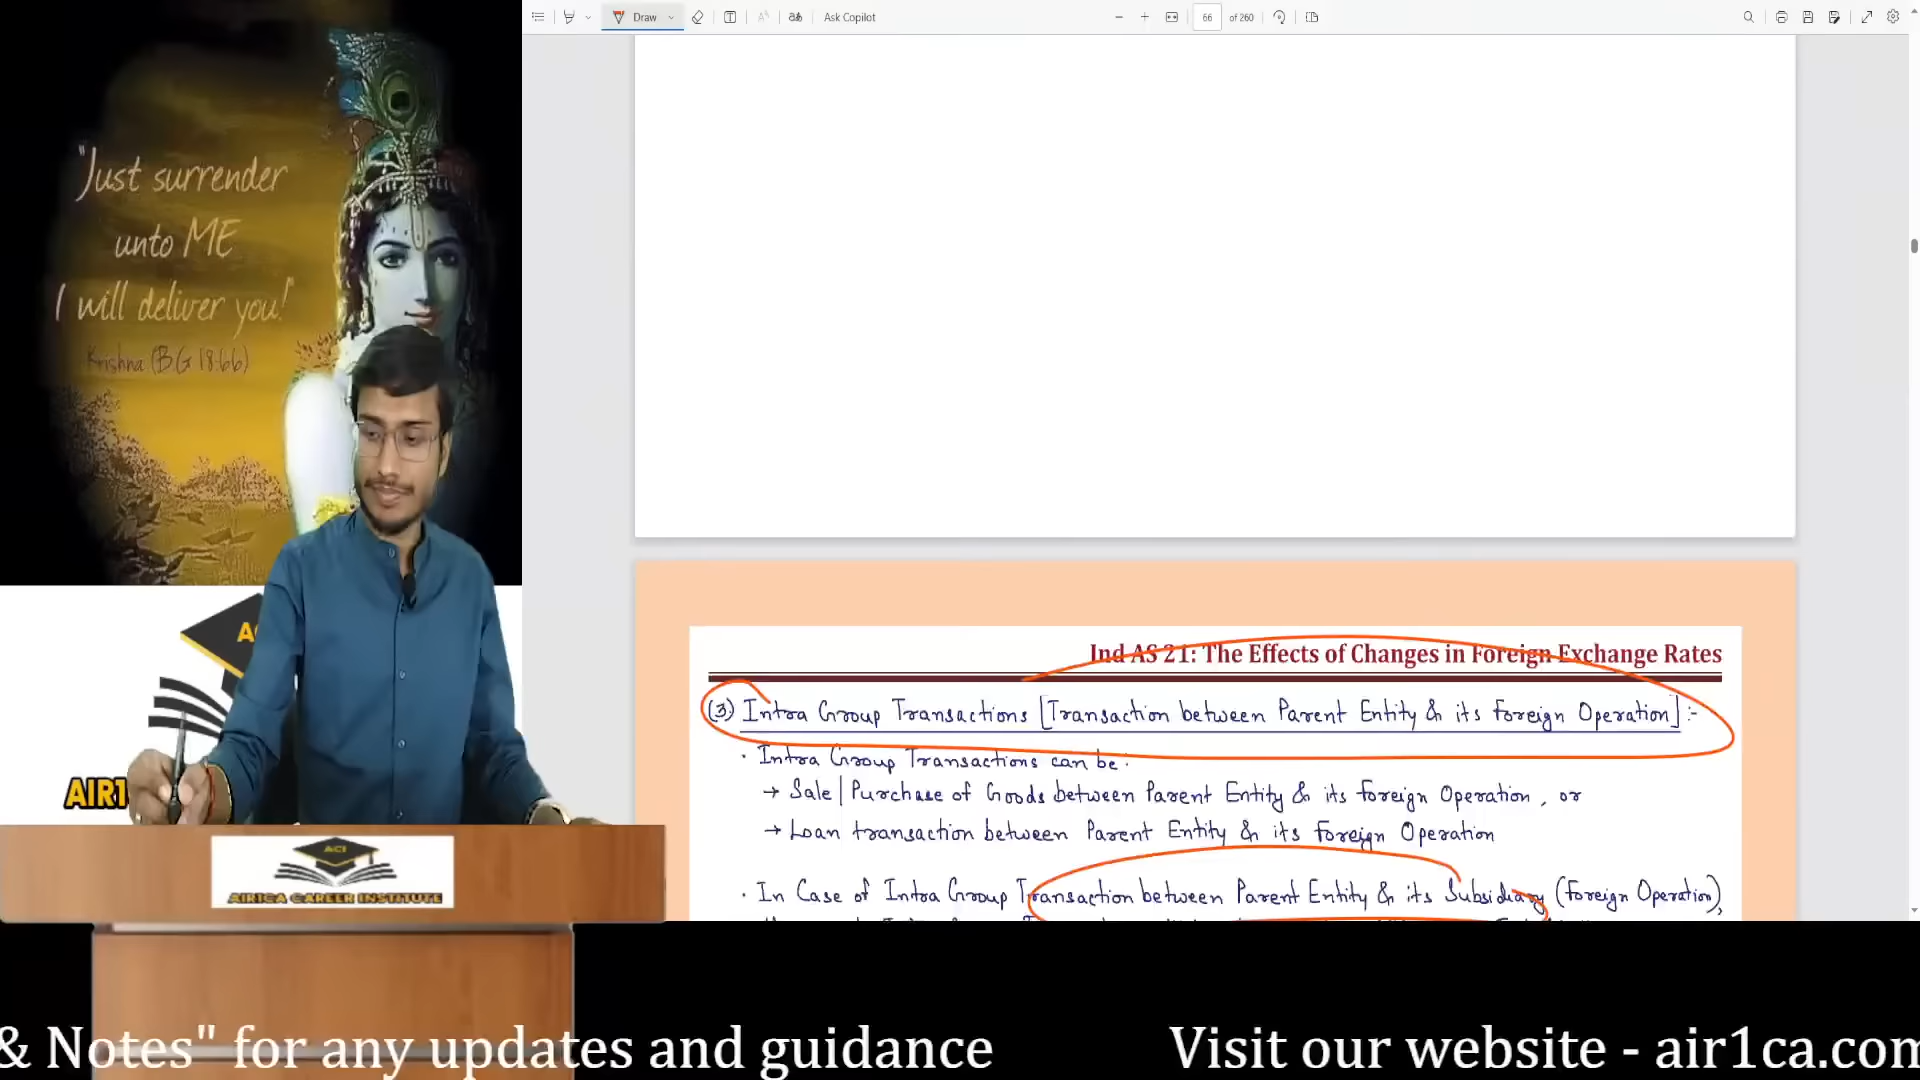 Draw
Ask Copilot
66 of 260
"Just surrender
unto ME
I will deliver you!"
Krishna (B.G 18:66)
Ind AS 21: The Effects of Changes in Foreign Exchange Rates
(3) Intra Group Transactions [Transaction between Parent Entity & its Foreign Operation] :-
· Intra Group Transactions can be:
→ Sale | Purchase of Goods between Parent Entity & its Foreign Operation, or
→ Loan transaction between Parent Entity & its Foreign Operation
· In Case of Intra Group Transaction between Parent Entity & its Subsidiary (Foreign Operation),
AIR1
ACI
AIR1CA CAREER INSTITUTE
& Notes" for any updates and guidance
Visit our website - air1ca.com